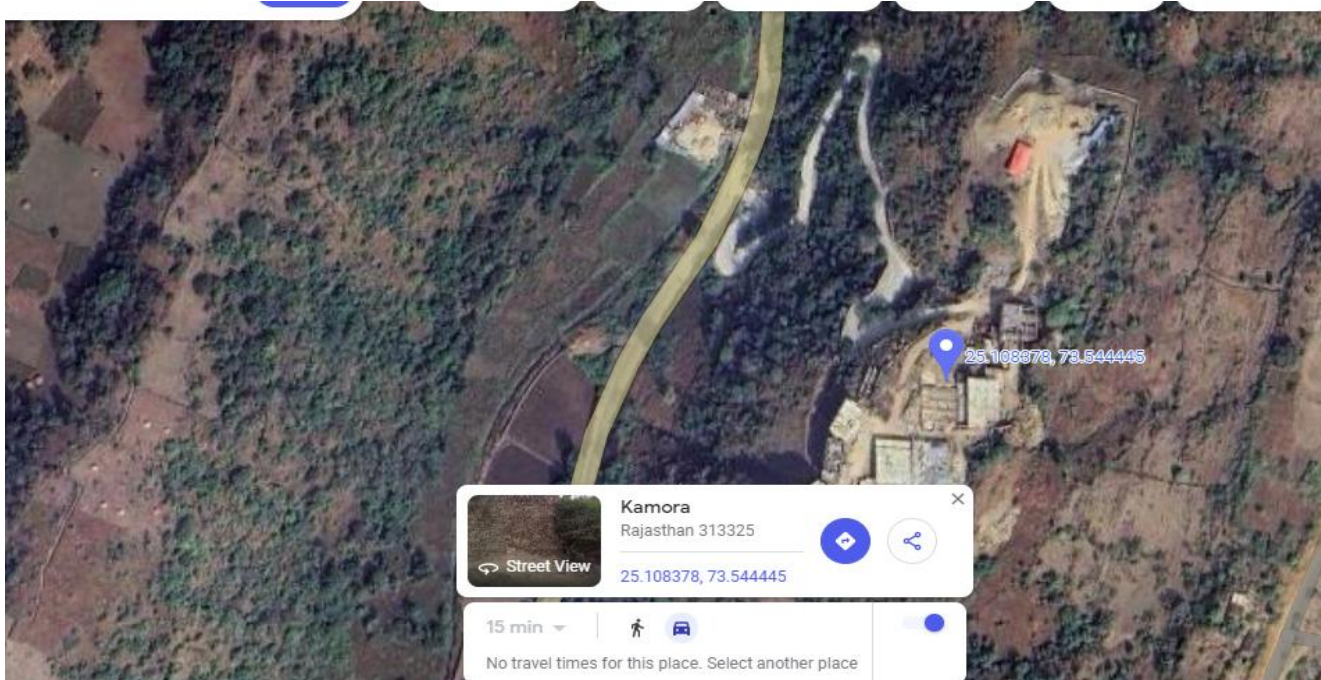 25.108378, 73.544445
Kamora
Rajasthan 313325
Street View
25.108378, 73.544445
15 min
No travel times for this place. Select another place